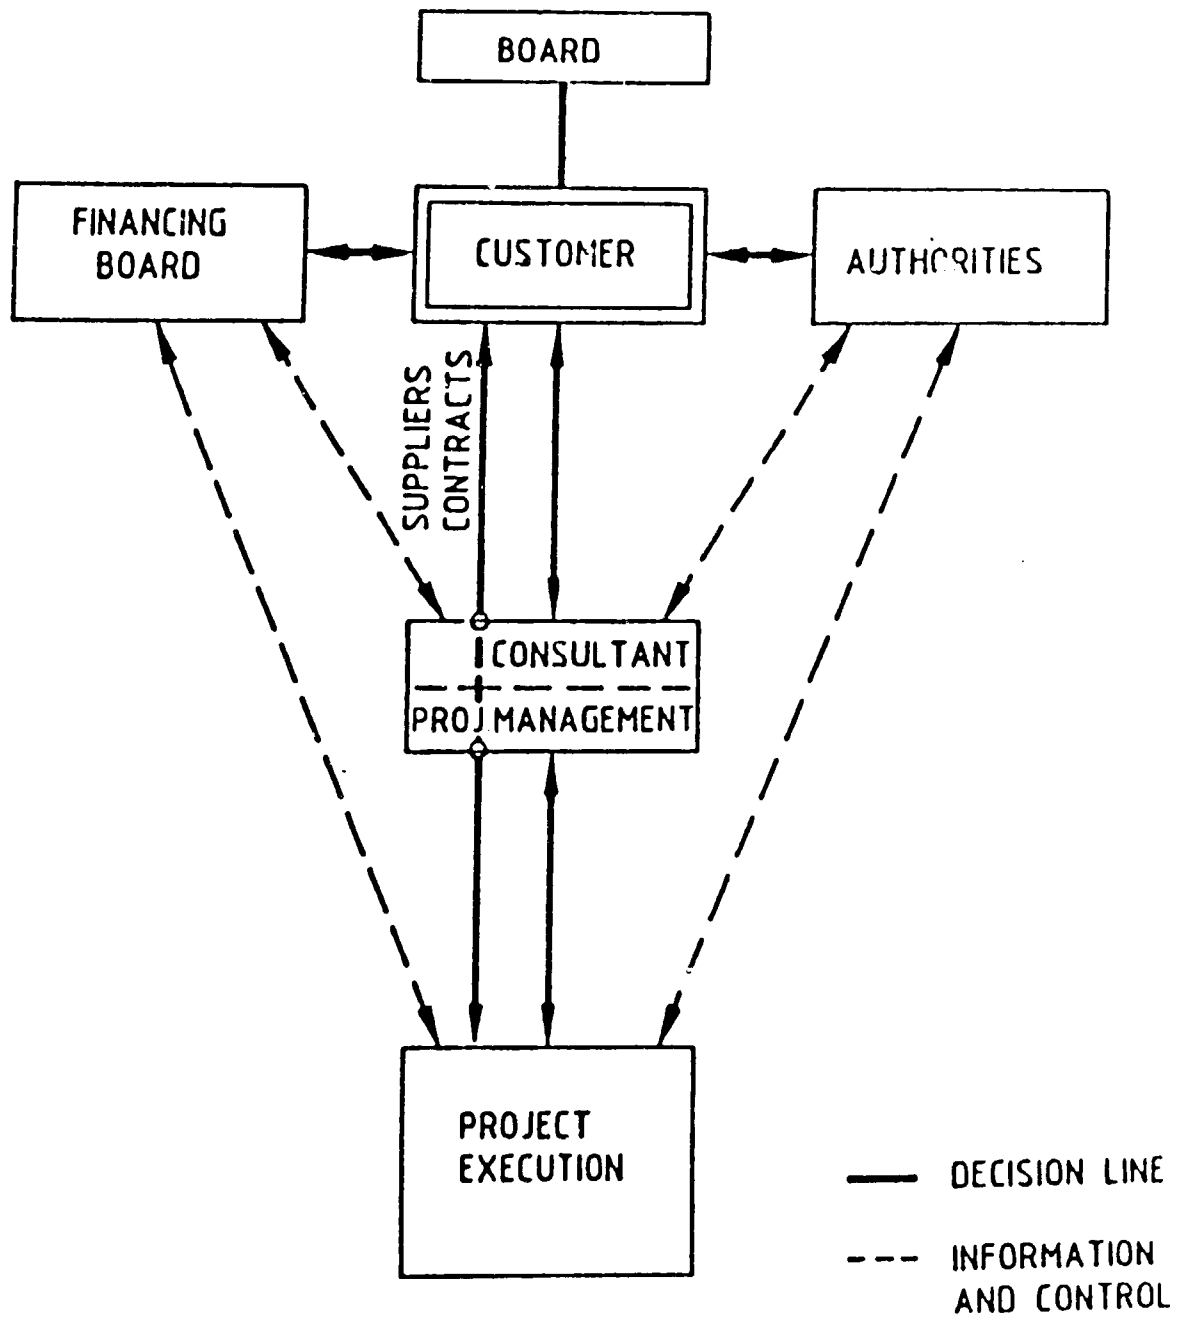 BOARD
FINANCING
BOARD
CUSTOMER
AUTHORITIES
SUPPLIERS
CONTRACTS
CONSULTANT
PROJ MANAGEMENT
PROJECT
EXECUTION
DECISION LINE
INFORMATION
AND CONTROL